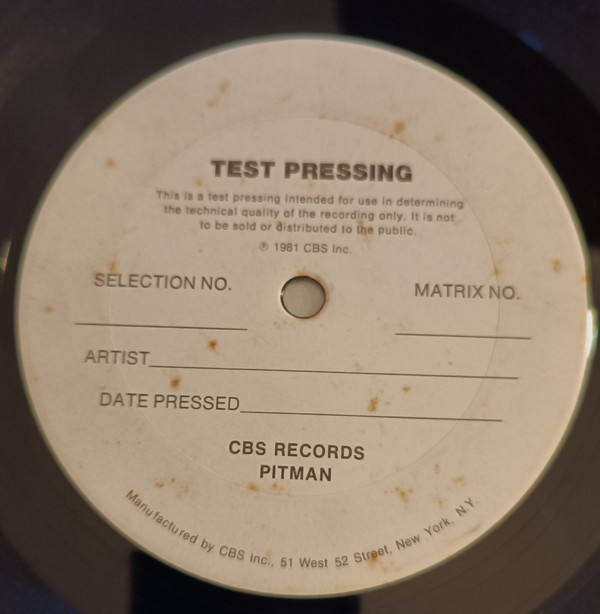 TEST PRESSING
This is a test pressing intended for use in determining
the technical quality of the recording only. It is not
to be sold or distributed to the public.
℗ 1981 CBS Inc.
SELECTION NO.
MATRIX NO.
ARTIST
DATE PRESSED
CBS RECORDS
PITMAN
Manufactured by CBS Inc., 51 West 52 Street, New York, N.Y.